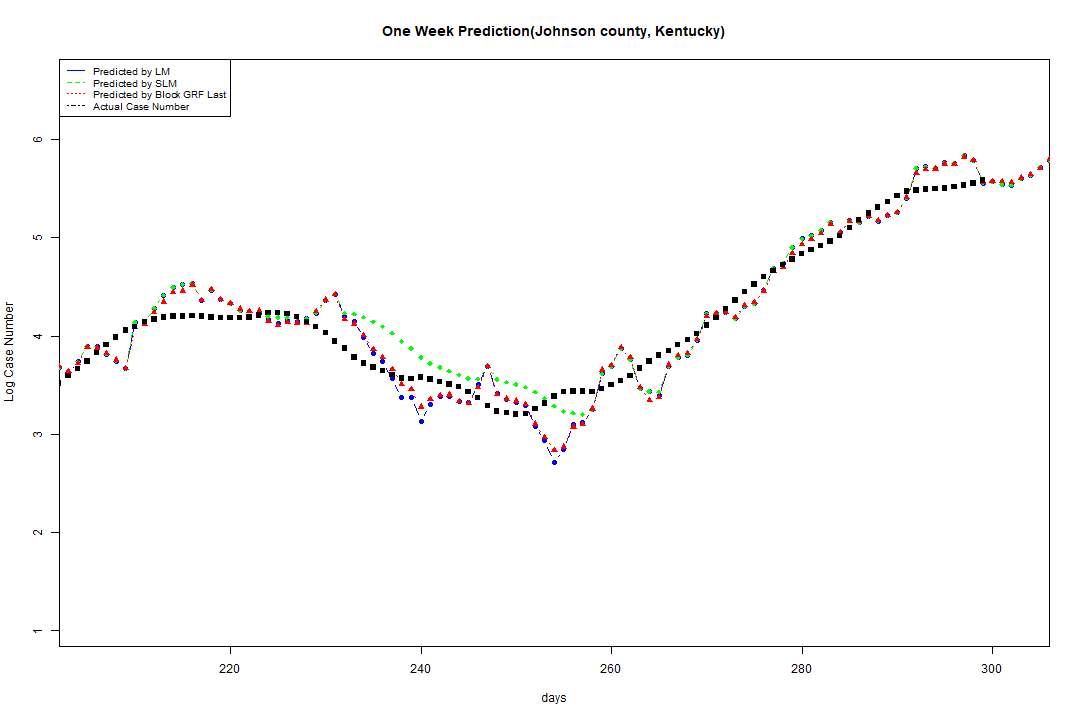 One Week Prediction(Johnson county, Kentucky)
Predicted by LM
Predicted by SLM
Predicted by Block GRF Last
Actual Case Number
Log Case Number
6
5
4
3
2
1
220 240 260 280 300
days